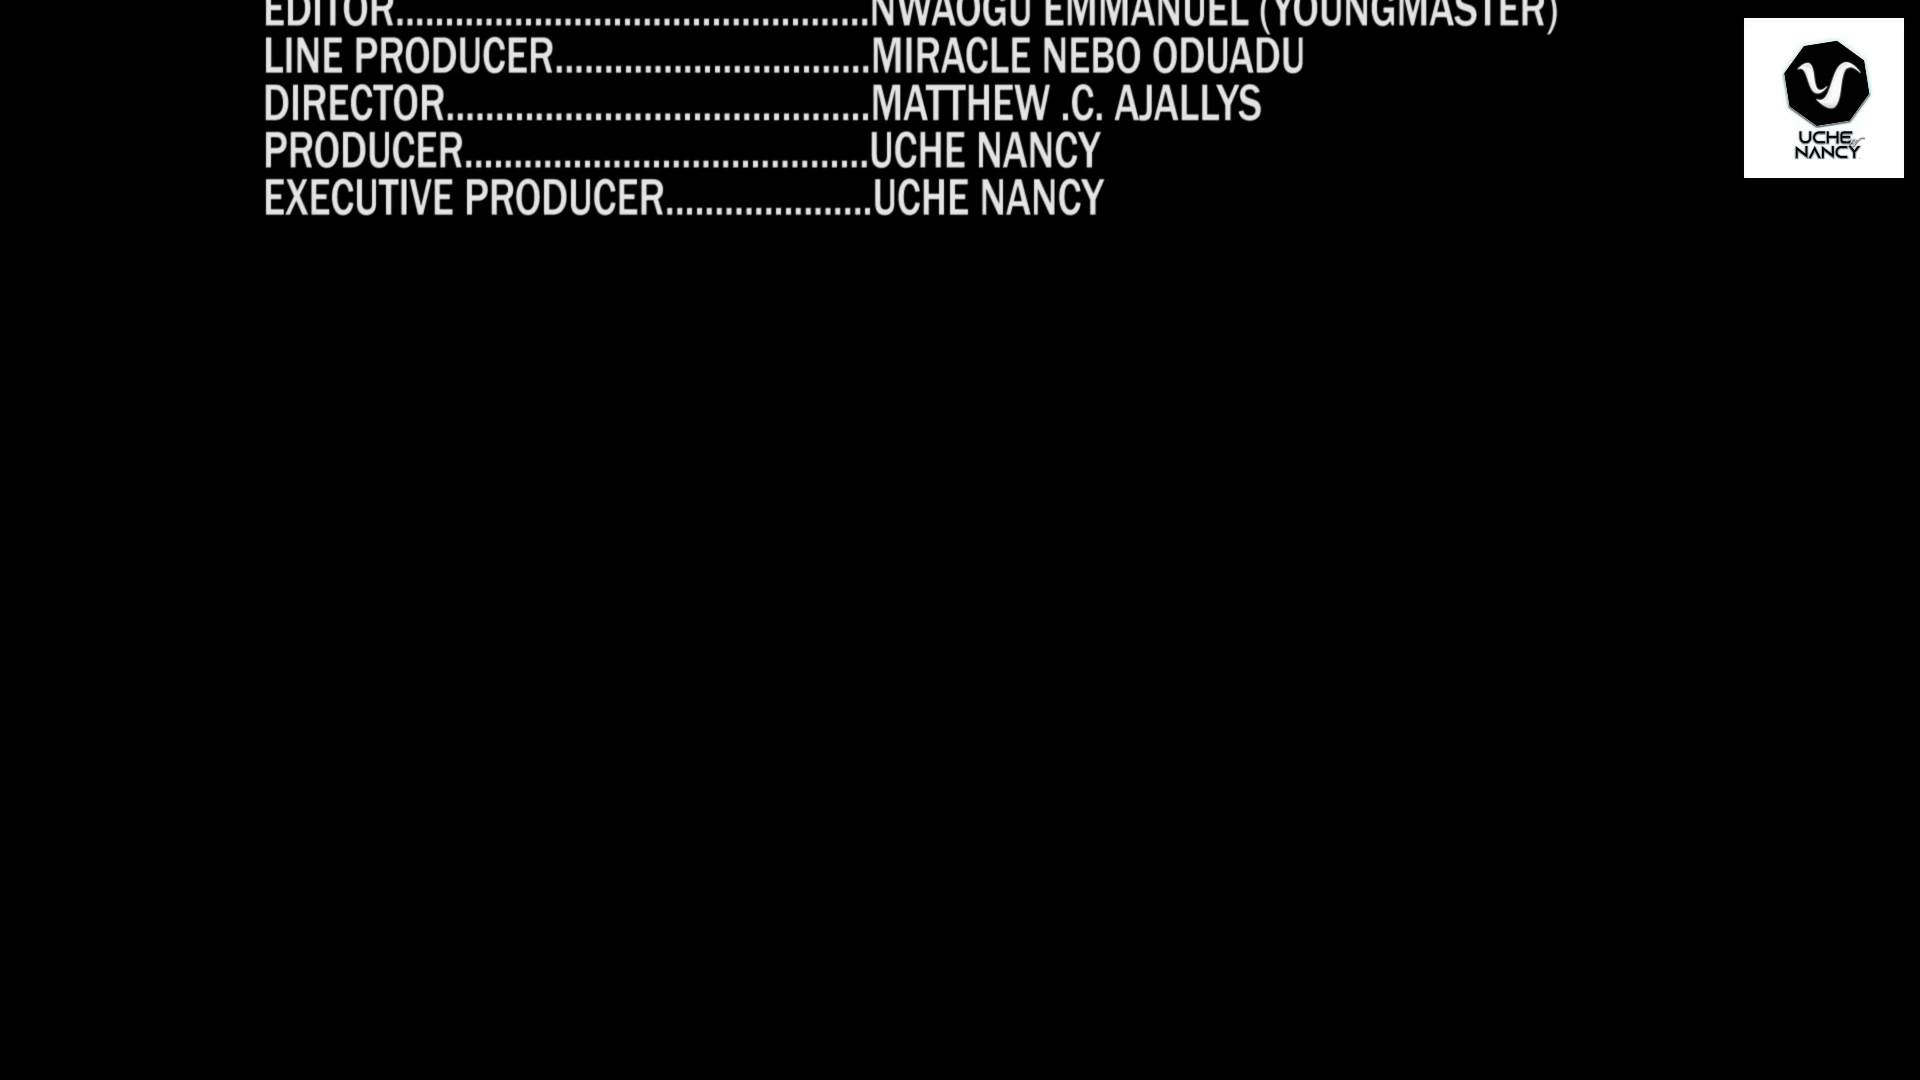 EDITOR................................................NWAOGU EMMANUEL (YOUNGMASTER)
LINE PRODUCER................................MIRACLE NEBO ODUADU
DIRECTOR...........................................MATTHEW .C. AJALLYS
PRODUCER.........................................UCHE NANCY
EXECUTIVE PRODUCER.....................UCHE NANCY
UCHE
NANCY